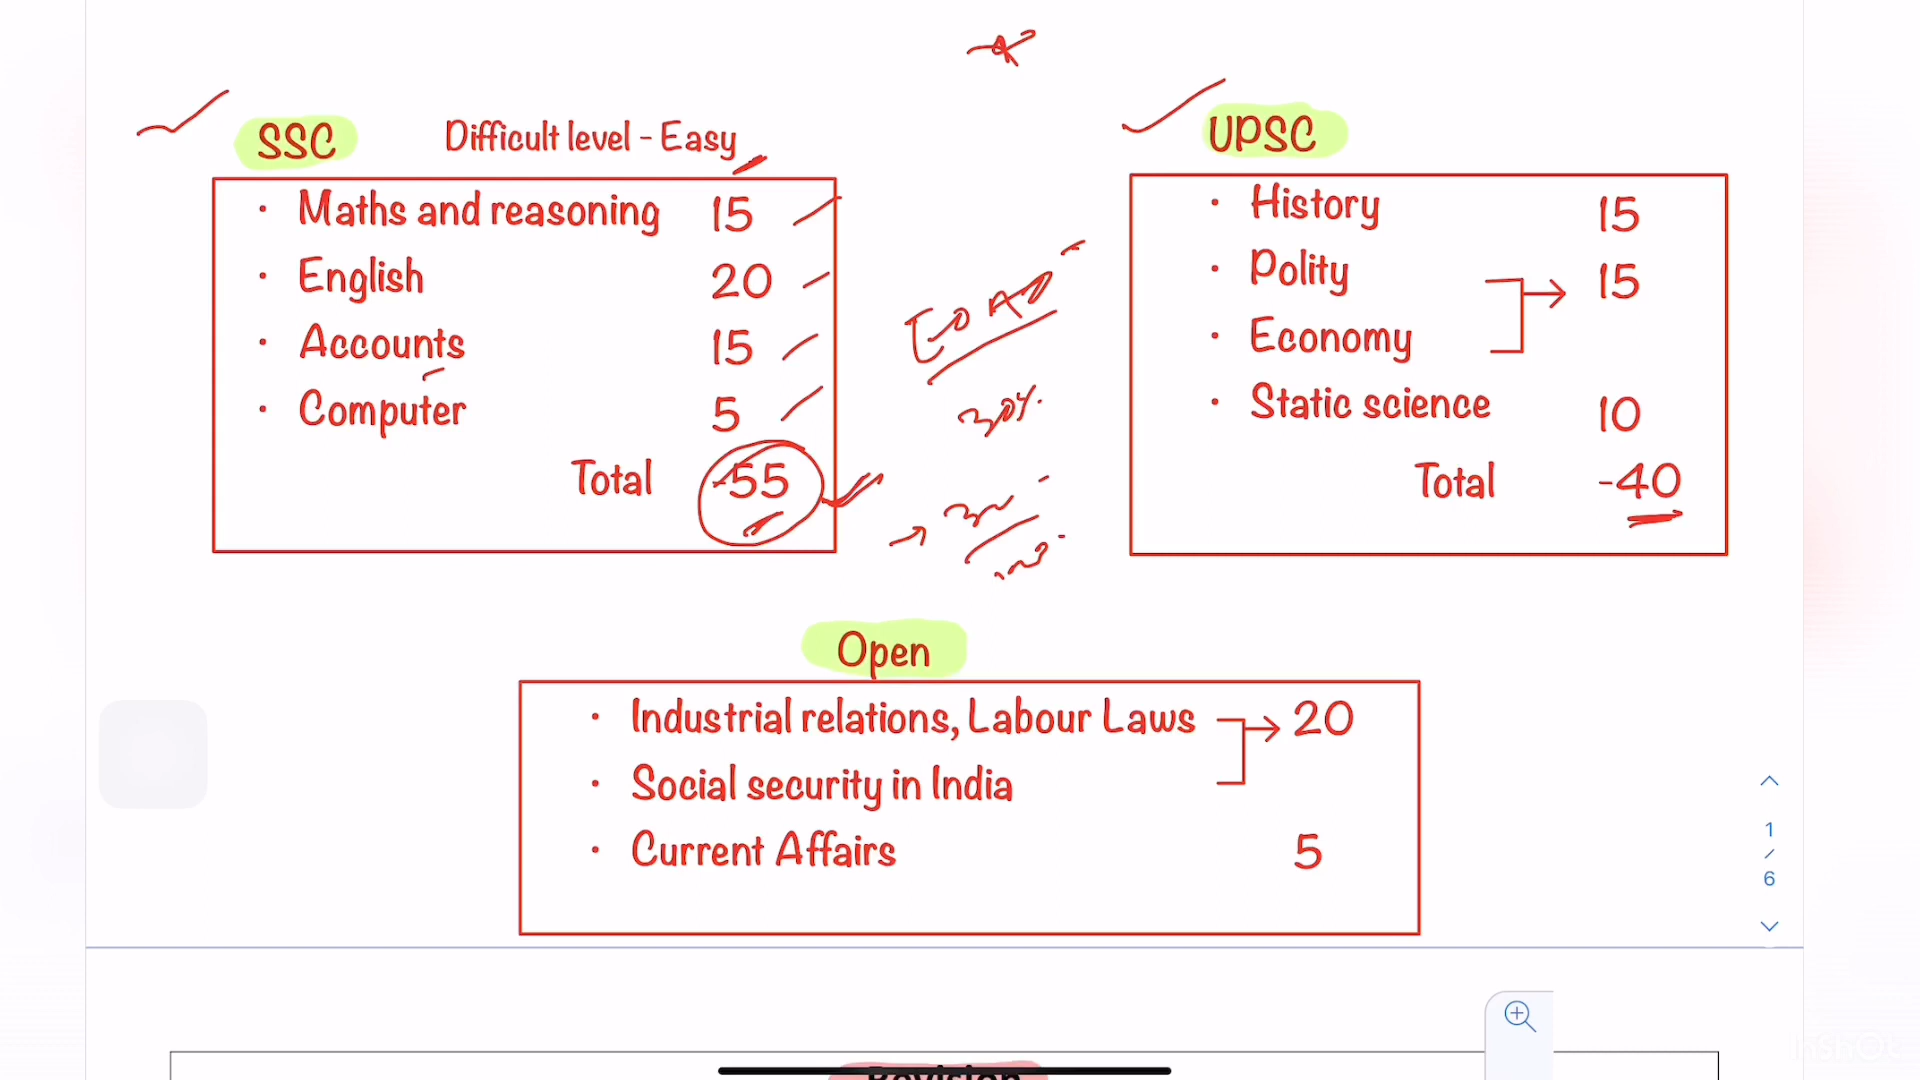 SSC
Difficult level - Easy
· Maths and reasoning 15
· English 20
· Accounts 15
· Computer 5
Total -55
UPSC
· History 15
· Polity 15
· Economy
· Static science 10
Total -40
30%
Open
· Industrial relations, Labour Laws → 20
· Social security in India
· Current Affairs 5
1
/
6
Revision